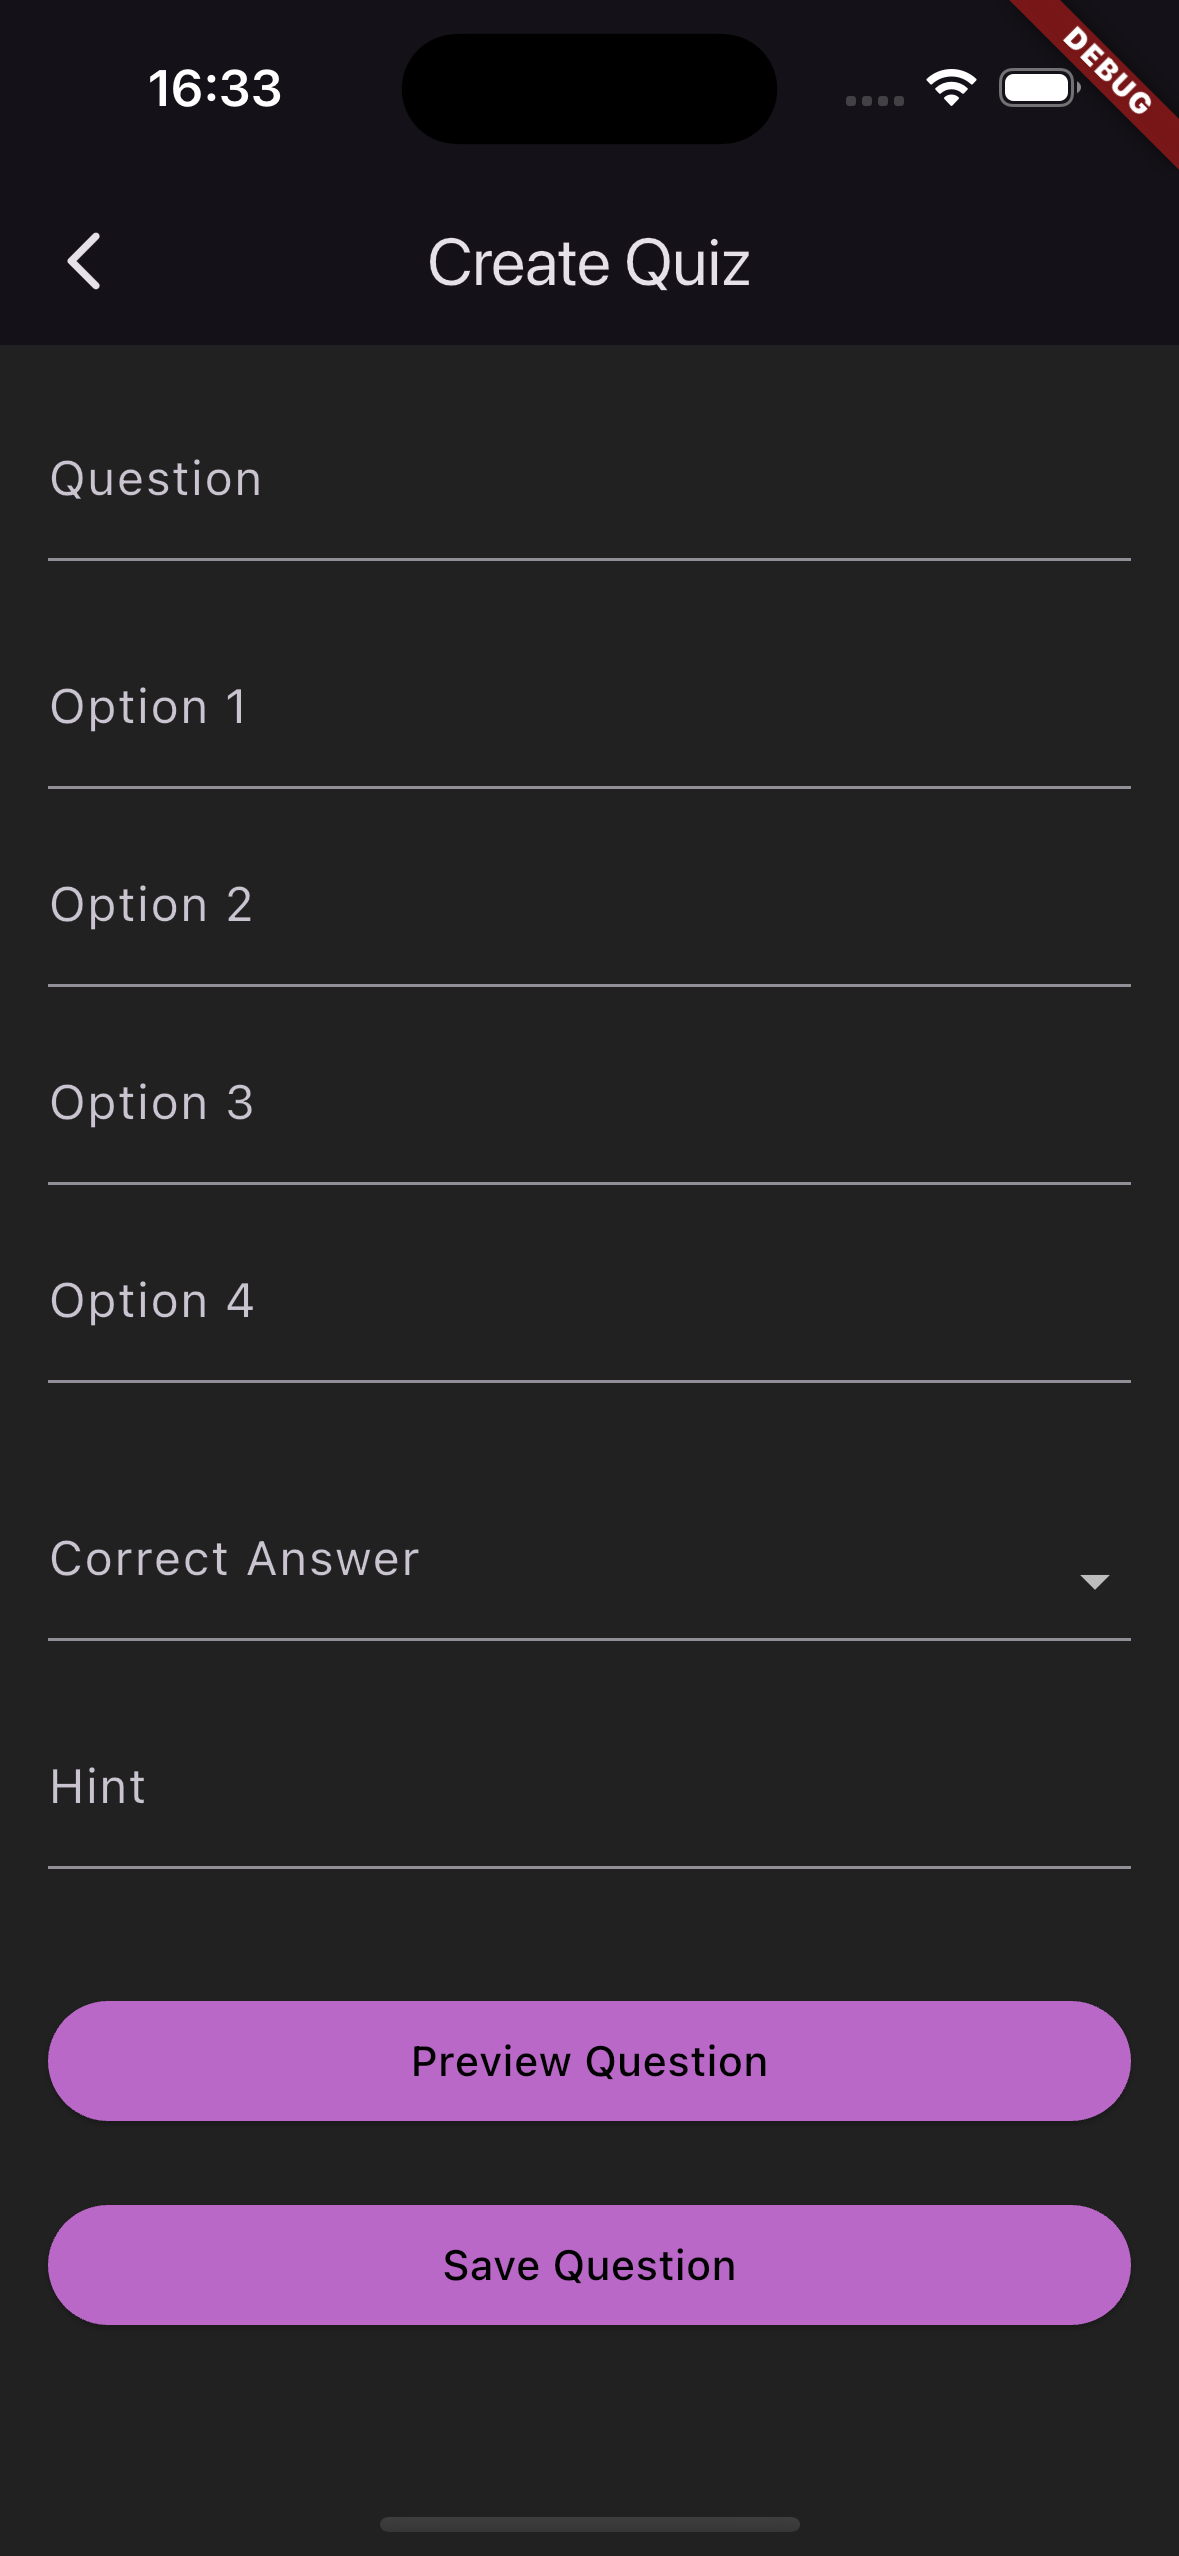 16:33
DEBUG
Create Quiz
Question
Option 1
Option 2
Option 3
Option 4
Correct Answer
Hint
Preview Question
Save Question